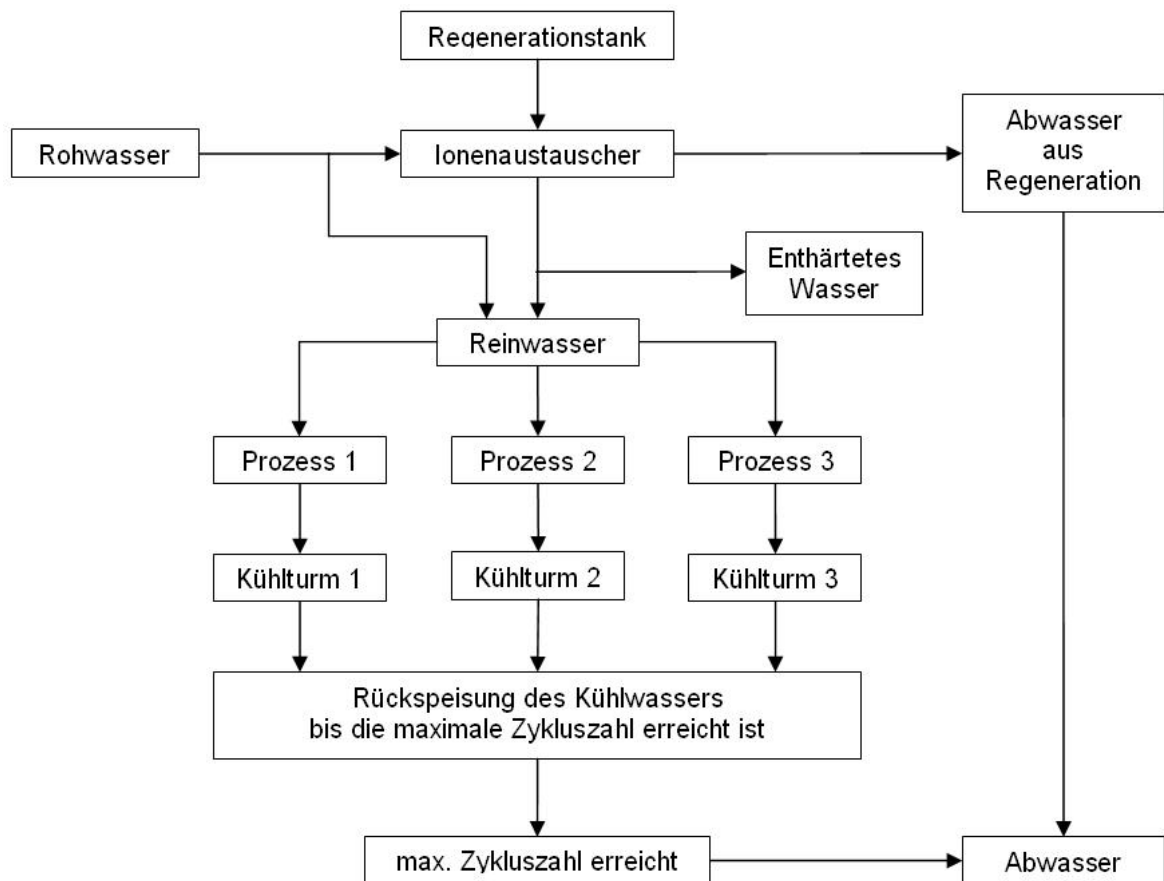 Regenerationstank
Rohwasser
Ionenaustauscher
Abwasser
aus
Regeneration
Enthärtetes
Wasser
Reinwasser
Prozess 1
Prozess 2
Prozess 3
Kühlturm 1
Kühlturm 2
Kühlturm 3
Rückspeisung des Kühlwassers
bis die maximale Zykluszahl erreicht ist
max. Zykluszahl erreicht
Abwasser